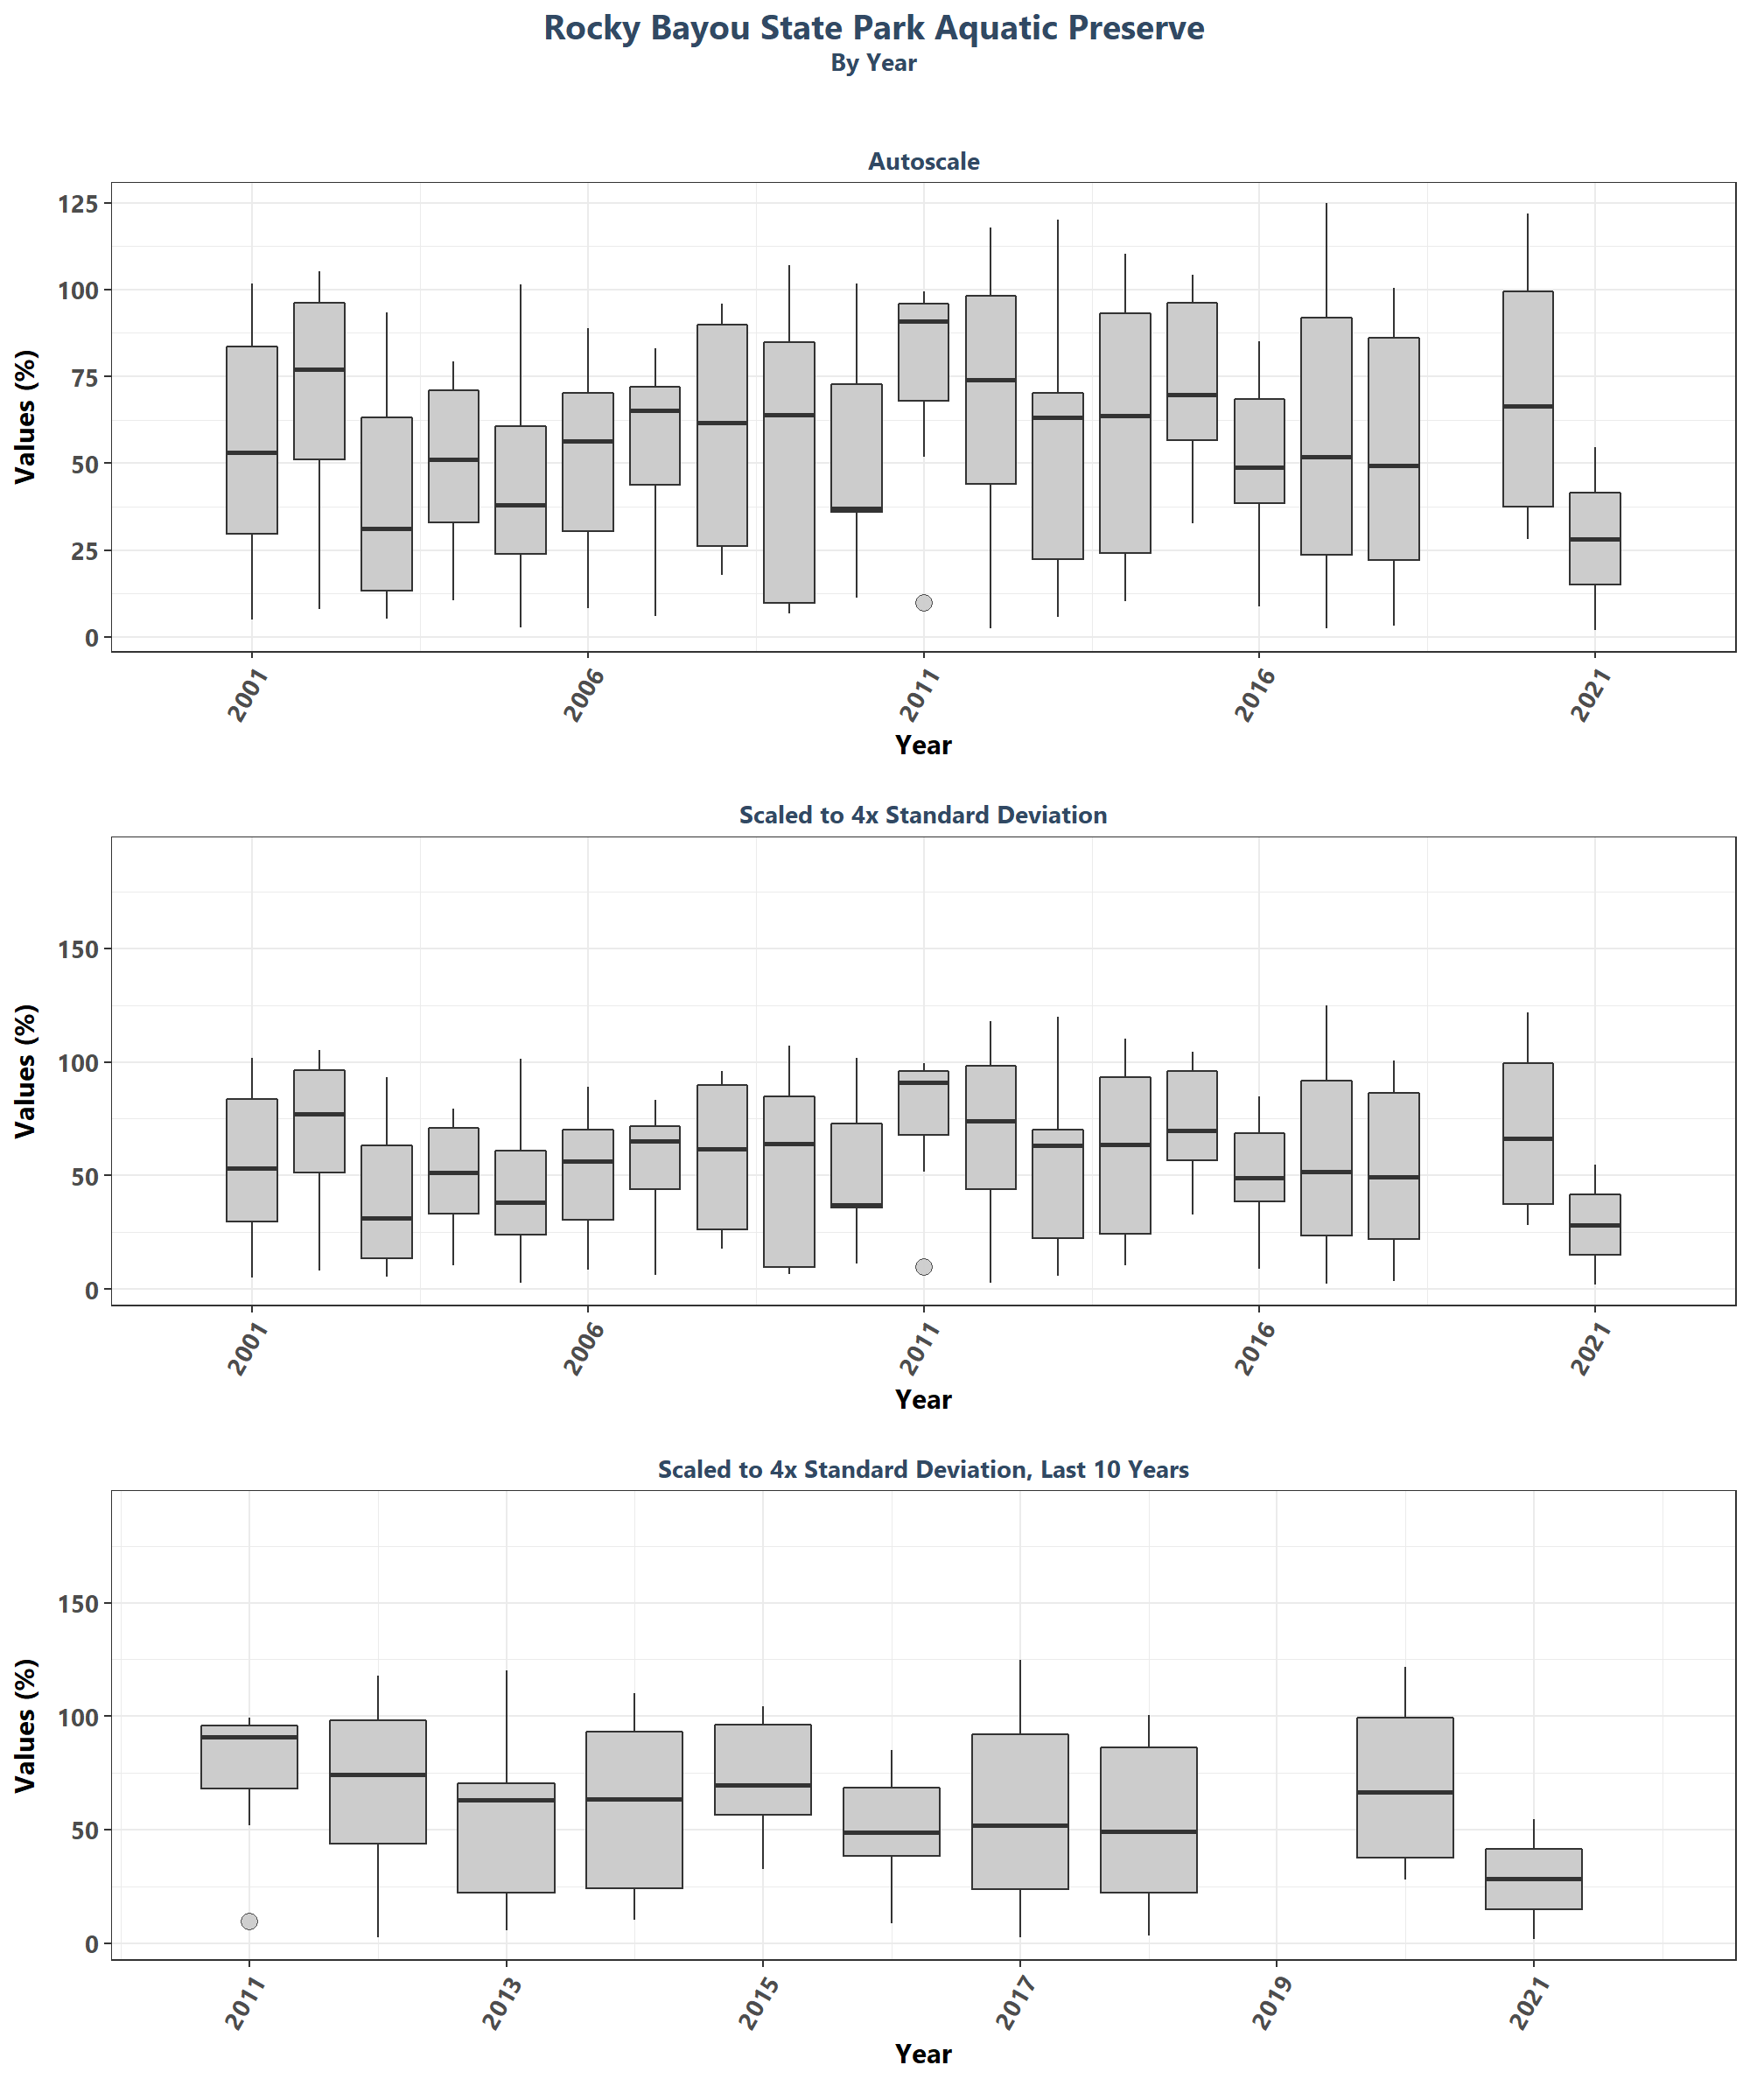 Rocky Bayou State Park Aquatic Preserve
By Year
Autoscale
Values (%)
125
100
75
50
25
0
2001
2006
2011
2016
2021
Year
Scaled to 4x Standard Deviation
Values (%)
150
100
50
0
2001
2006
2011
2016
2021
Year
Scaled to 4x Standard Deviation, Last 10 Years
Values (%)
150
100
50
0
2011
2013
2015
2017
2019
2021
Year